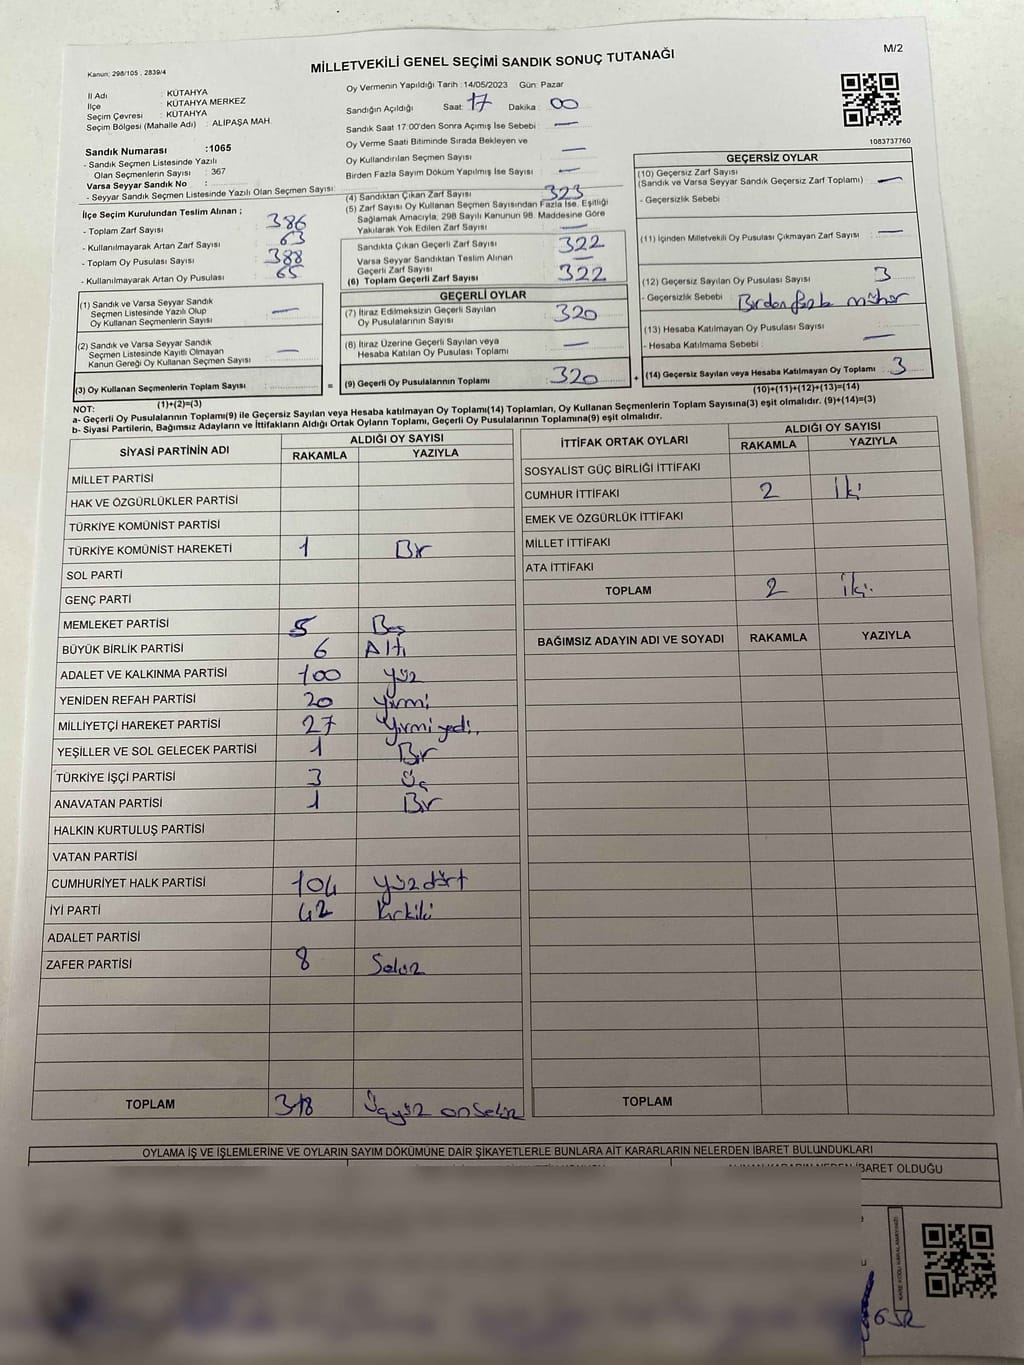 M/2
Kanun: 298/105 , 2839/4
MİLLETVEKİLİ GENEL SEÇİMİ SANDIK SONUÇ TUTANAĞI
İl Adı : KÜTAHYA
İlçe : KÜTAHYA MERKEZ
Seçim Çevresi : KÜTAHYA
Seçim Bölgesi (Mahalle Adı) : ALİPAŞA MAH.
Sandık Numarası :1065
- Sandık Seçmen Listesinde Yazılı
Olan Seçmenlerin Sayısı : 367
Varsa Seyyar Sandık No :
- Seyyar Sandık Seçmen Listesinde Yazılı Olan Seçmen Sayısı:
Oy Vermenin Yapıldığı Tarih :14/05/2023 Gün: Pazar
Sandığın Açıldığı Saat: 17 Dakika : 00
Sandık Saat 17:00'den Sonra Açımış İse Sebebi : —
Oy Verme Saati Bitiminde Sırada Bekleyen ve
Oy Kullandırılan Seçmen Sayısı —
Birden Fazla Sayım Döküm Yapılmış İse Sayısı : —
1083737760
İlçe Seçim Kurulundan Teslim Alınan ;
- Toplam Zarf Sayısı : 386
- Kullanılmayarak Artan Zarf Sayısı : 63
- Toplam Oy Pusulası Sayısı : 388
- Kullanılmayarak Artan Oy Pusulası : 65
(1) Sandık ve Varsa Seyyar Sandık
Seçmen Listesinde Yazılı Olup
Oy Kullanan Seçmenlerin Sayısı : —
(2) Sandık ve Varsa Seyyar Sandık
Seçmen Listesinde Kayıtlı Olmayan
Kanun Gereği Oy Kullanan Seçmen Sayısı : —
(3) Oy Kullanan Seçmenlerin Toplam Sayısı :
(1)+(2)=(3)
(4) Sandıktan Çıkan Zarf Sayısı : 323
(5) Zarf Sayısı Oy Kullanan Seçmen Sayısından Fazla İse, Eşitliği
Sağlamak Amacıyla, 298 Sayılı Kanunun 98. Maddesine Göre
Yakılarak Yok Edilen Zarf Sayısı : —
Sandıkta Çıkan Geçerli Zarf Sayısı 322
Varsa Seyyar Sandıktan Teslim Alınan
Geçerli Zarf Sayısı : —
(6) Toplam Geçerli Zarf Sayısı : 322
GEÇERLİ OYLAR
(7) İtiraz Edilmeksizin Geçerli Sayılan
Oy Pusulalarının Sayısı : 320
(8) İtiraz Üzerine Geçerli Sayılan veya
Hesaba Katılan Oy Pusulası Toplamı : —
= (9) Geçerli Oy Pusulalarının Toplamı : 320 +
GEÇERSİZ OYLAR
(10) Geçersiz Zarf Sayısı
(Sandık ve Varsa Seyyar Sandık Geçersiz Zarf Toplamı) : —
- Geçersizlik Sebebi :
(11) İçinden Milletvekili Oy Pusulası Çıkmayan Zarf Sayısı : —
(12) Geçersiz Sayılan Oy Pusulası Sayısı : 3
- Geçersizlik Sebebi : Birden fazla mühür
(13) Hesaba Katılmayan Oy Pusulası Sayısı : —
- Hesaba Katılmama Sebebi :
(14) Geçersiz Sayılan veya Hesaba Katılmayan Oy Toplamı : 3
(10)+(11)+(12)+(13)=(14)
NOT:
a- Geçerli Oy Pusulalarının Toplamı(9) ile Geçersiz Sayılan veya Hesaba katılmayan Oy Toplamı(14) Toplamları, Oy Kullanan Seçmenlerin Toplam Sayısına(3) eşit olmalıdır. (9)+(14)=(3)
b- Siyasi Partilerin, Bağımsız Adayların ve İttifakların Aldığı Ortak Oyların Toplamı, Geçerli Oy Pusulalarının Toplamına(9) eşit olmalıdır.
SİYASİ PARTİNİN ADI ALDIĞI OY SAYISI
RAKAMLA YAZIYLA
MİLLET PARTİSİ
HAK VE ÖZGÜRLÜKLER PARTİSİ
TÜRKİYE KOMÜNİST PARTİSİ
TÜRKİYE KOMÜNİST HAREKETİ 1 Bir
SOL PARTİ
GENÇ PARTİ
MEMLEKET PARTİSİ 5 Beş
BÜYÜK BİRLİK PARTİSİ 6 Altı
ADALET VE KALKINMA PARTİSİ 100 yüz
YENİDEN REFAH PARTİSİ 20 yirmi
MİLLİYETÇİ HAREKET PARTİSİ 27 yirmi yedi
YEŞİLLER VE SOL GELECEK PARTİSİ 1 Bir
TÜRKİYE İŞÇİ PARTİSİ 3 Üç
ANAVATAN PARTİSİ 1 Bir
HALKIN KURTULUŞ PARTİSİ
VATAN PARTİSİ
CUMHURİYET HALK PARTİSİ 104 yüzdört
İYİ PARTİ 42 Kırkiki
ADALET PARTİSİ
ZAFER PARTİSİ 8 Sekiz
TOPLAM 318 Üçyüz onsekiz
İTTİFAK ORTAK OYLARI ALDIĞI OY SAYISI
RAKAMLA YAZIYLA
SOSYALİST GÜÇ BİRLİĞİ İTTİFAKI
CUMHUR İTTİFAKI 2 iki
EMEK VE ÖZGÜRLÜK İTTİFAKI
MİLLET İTTİFAKI
ATA İTTİFAKI
TOPLAM 2 iki
BAĞIMSIZ ADAYIN ADI VE SOYADI RAKAMLA YAZIYLA
TOPLAM
OYLAMA İŞ VE İŞLEMLERİNE VE OYLARIN SAYIM DÖKÜMÜNE DAİR ŞİKAYETLERLE BUNLARA AİT KARARLARIN NELERDEN İBARET BULUNDUKLARI
İBARET OLDUĞU